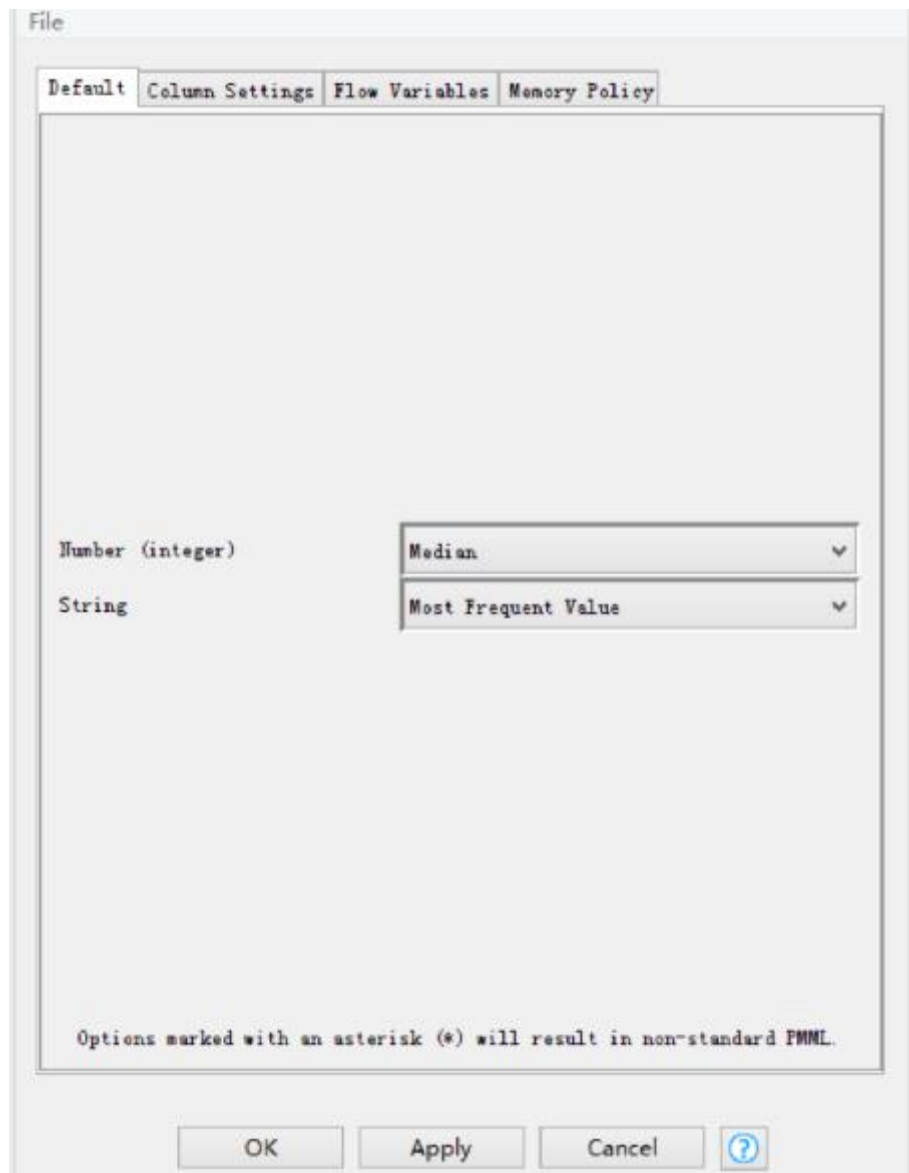 File
Default Column Settings Flow Variables Memory Policy
Number (integer) Median
String Most Frequent Value
Options marked with an asterisk (*) will result in non-standard PMML.
OK Apply Cancel ?